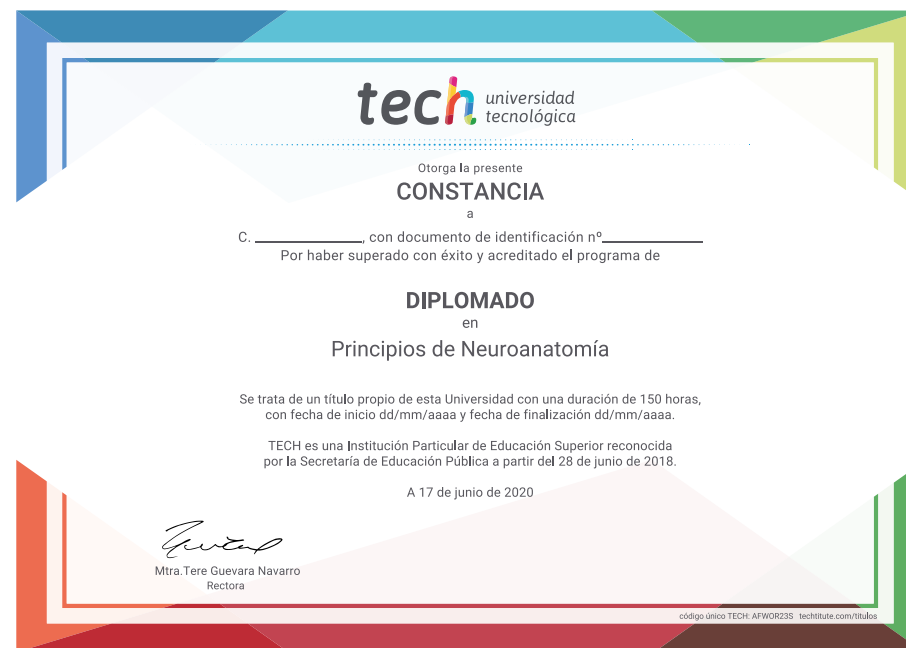 tech universidad
tecnológica
Otorga la presente
CONSTANCIA
a
C. ____________, con documento de identificación nº____________
Por haber superado con éxito y acreditado el programa de
DIPLOMADO
en
Principios de Neuroanatomía
Se trata de un título propio de esta Universidad con una duración de 150 horas,
con fecha de inicio dd/mm/aaaa y fecha de finalización dd/mm/aaaa.
TECH es una Institución Particular de Educación Superior reconocida
por la Secretaría de Educación Pública a partir del 28 de junio de 2018.
A 17 de junio de 2020
Mtra.Tere Guevara Navarro
Rectora
código único TECH: AFWOR23S techtitute.com/titulos